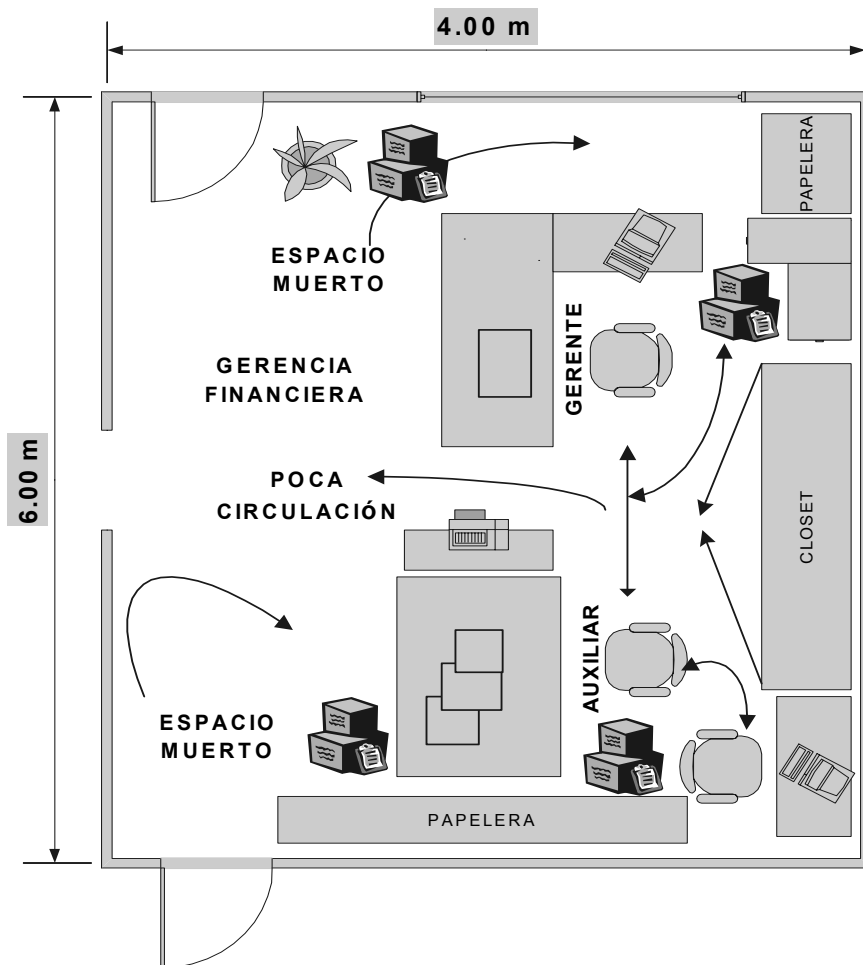 4.00 m
PAPELERA
ESPACIO
MUERTO
GERENTE
GERENCIA
FINANCIERA
6.00 m
POCA
CIRCULACIóN
CLOSET
AUXILIAR
ESPACIO
MUERTO
PAPELERA